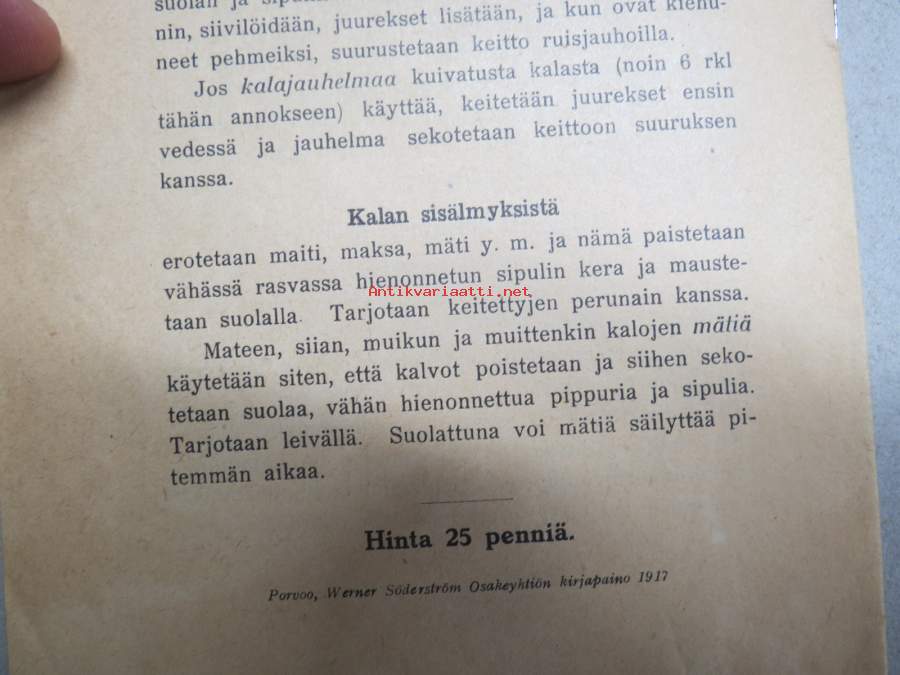 suolan ja
nin, siivilöidään, juurekset lisätään, ja kun ovat kiehu-
neet pehmeiksi, suurustetaan keitto ruisjauhoilla.
Jos kalajauhelmaa kuivatusta kalasta (noin 6 rkl
tähän annokseen) käyttää, keitetään juurekset ensin
vedessä ja jauhelma sekotetaan keittoon suuruksen
kanssa.
Kalan sisälmyksistä
erotetaan maiti, maksa, mäti y. m. ja nämä paistetaan
vähässä rasvassa hienonnetun sipulin kera ja mauste-
Antikvariaatti.net
taan suolalla. Tarjotaan keitettyjen perunain kanssa.
Mateen, siian, muikun ja muittenkin kalojen mätiä
käytetään siten, että kalvot poistetaan ja siihen seko-
tetaan suolaa, vähän hienonnettua pippuria ja sipulia.
Tarjotaan leivällä. Suolattuna voi mätiä säilyttää pi-
temmän aikaa.
Hinta 25 penniä.
Porvoo, Werner Söderström Osakeyhtiön kirjapaino 1917